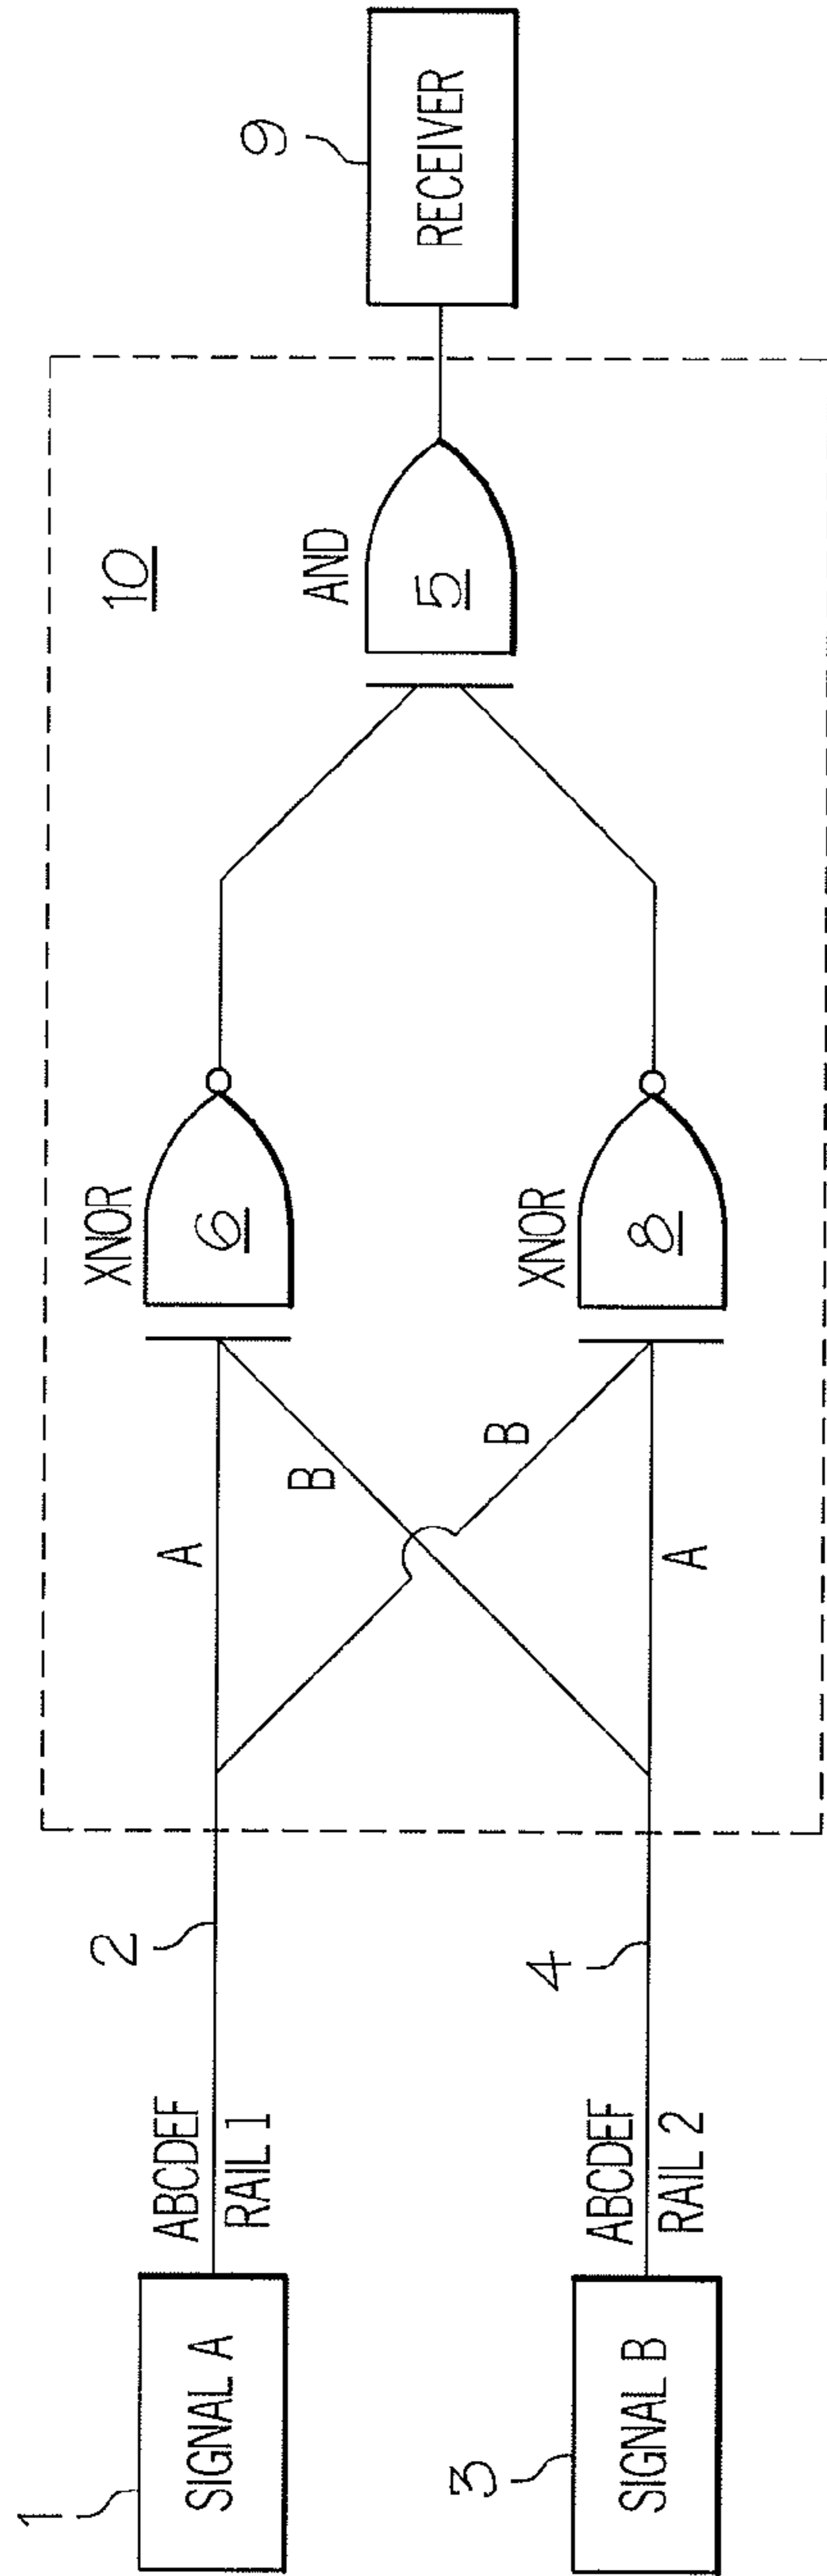 1
SIGNAL A
ABCDEF
RAIL 1
2
A
B
XNOR
6
10
AND
5
9
RECEIVER
3
SIGNAL B
ABCDEF
RAIL 2
4
B
A
XNOR
8